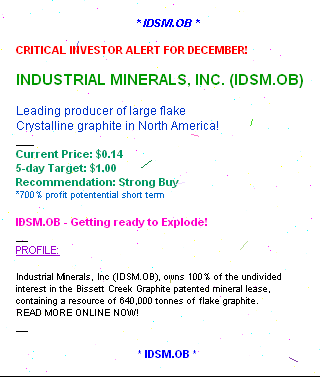 * IDSM.OB *
CRITICAL INVESTOR ALERT FOR DECEMBER!
INDUSTRIAL MINERALS, INC. (IDSM.OB)
Leading producer of large flake
Crystalline graphite in North America!
Current Price: $0.14
5-day Target: $1.00
Recommendation: Strong Buy
*700% profit potentential short term
IDSM.OB - Getting ready to Explode!
PROFILE:
Industrial Minerals, Inc (IDSM.OB), owns 100% of the undivided
interest in the Bissett Creek Graphite patented mineral lease,
containing a resource of 640,000 tonnes of flake graphite.
READ MORE ONLINE NOW!
* IDSM.OB *